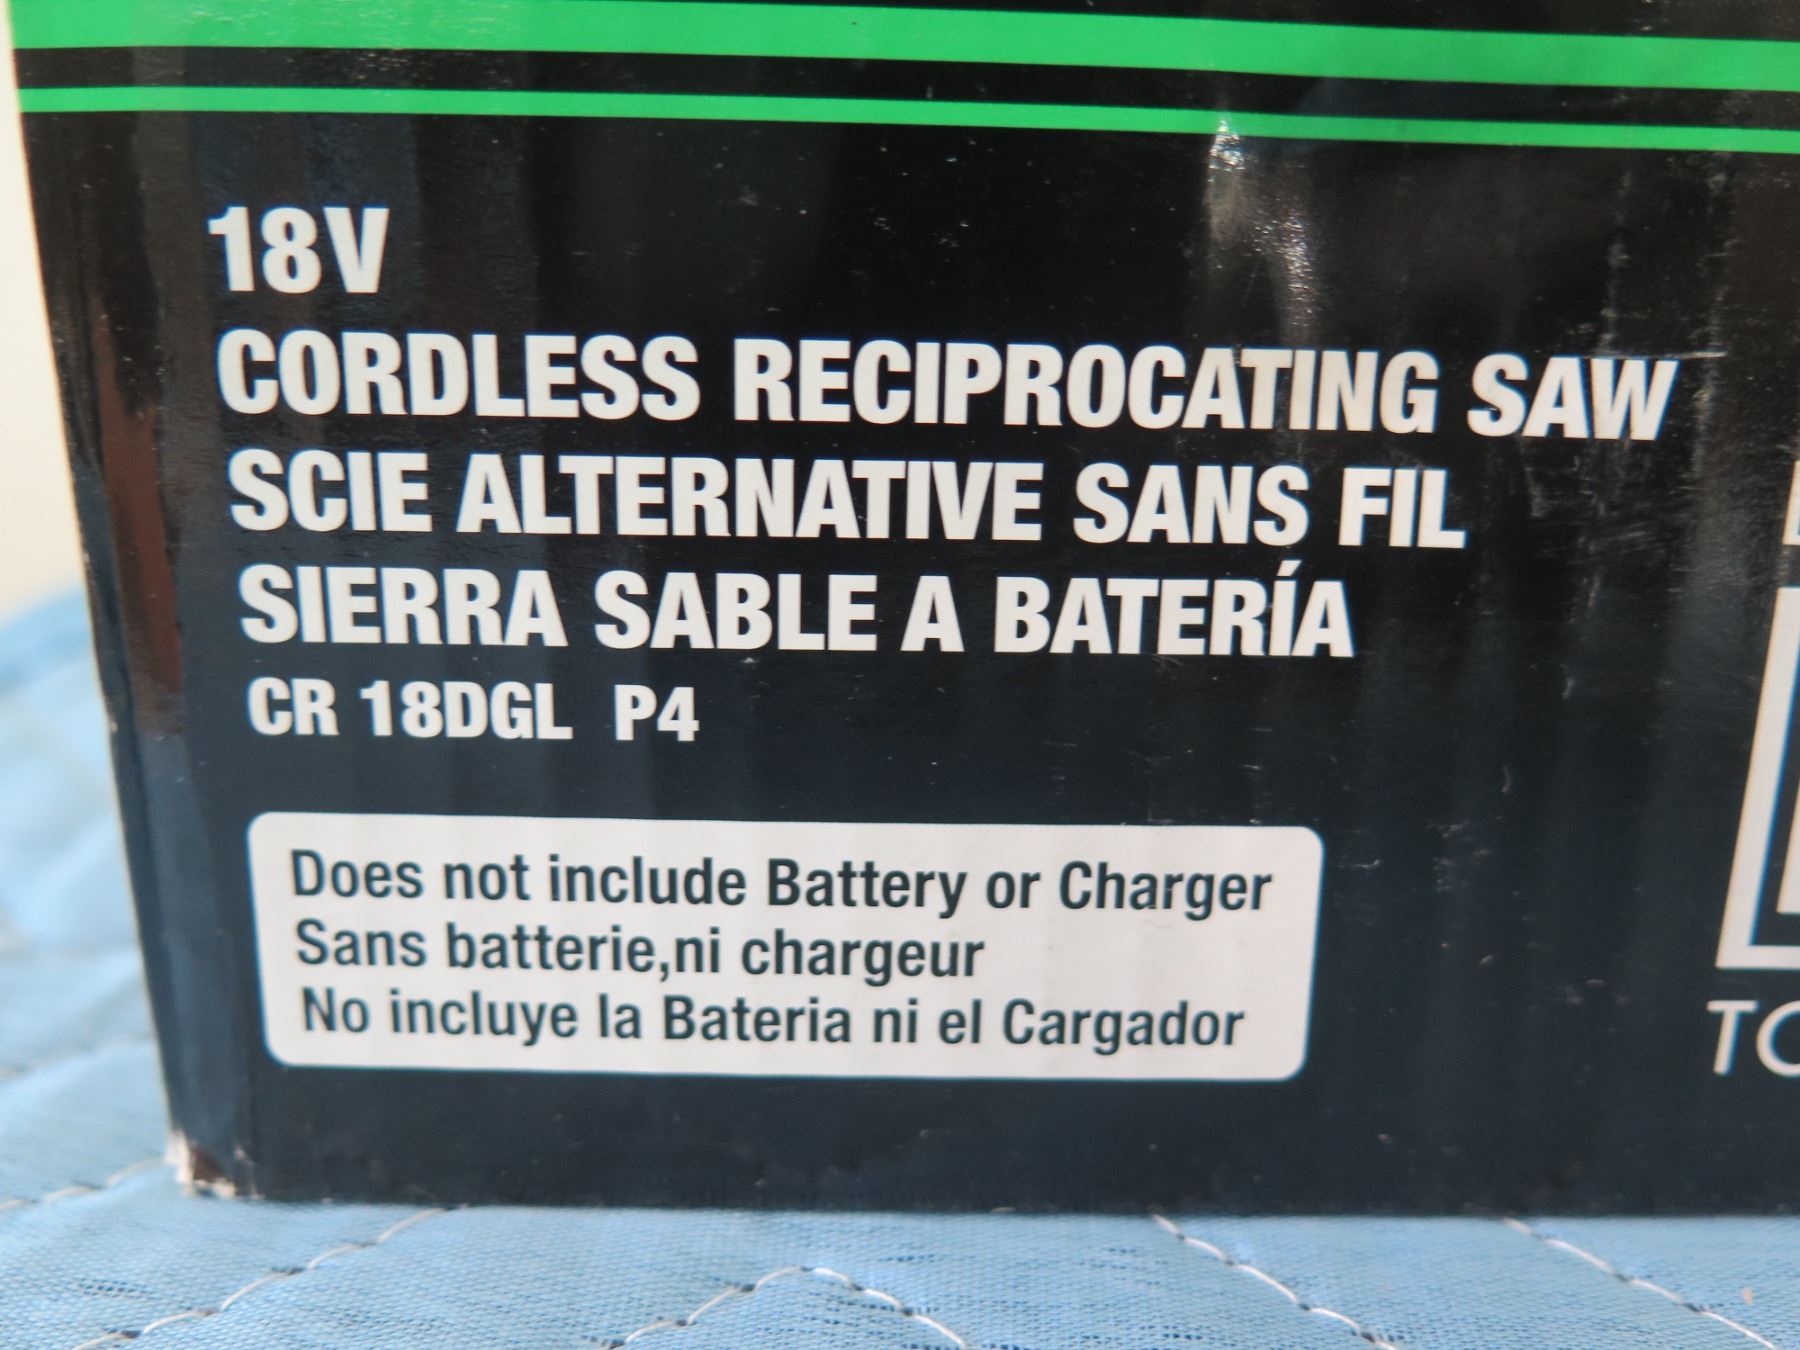 18V
CORDLESS RECIPROCATING SAW
SCIE ALTERNATIVE SANS FIL
SIERRA SABLE A BATERÍA
CR 18DGL P4
Does not include Battery or Charger
Sans batterie,ni chargeur
No incluye la Bateria ni el Cargador